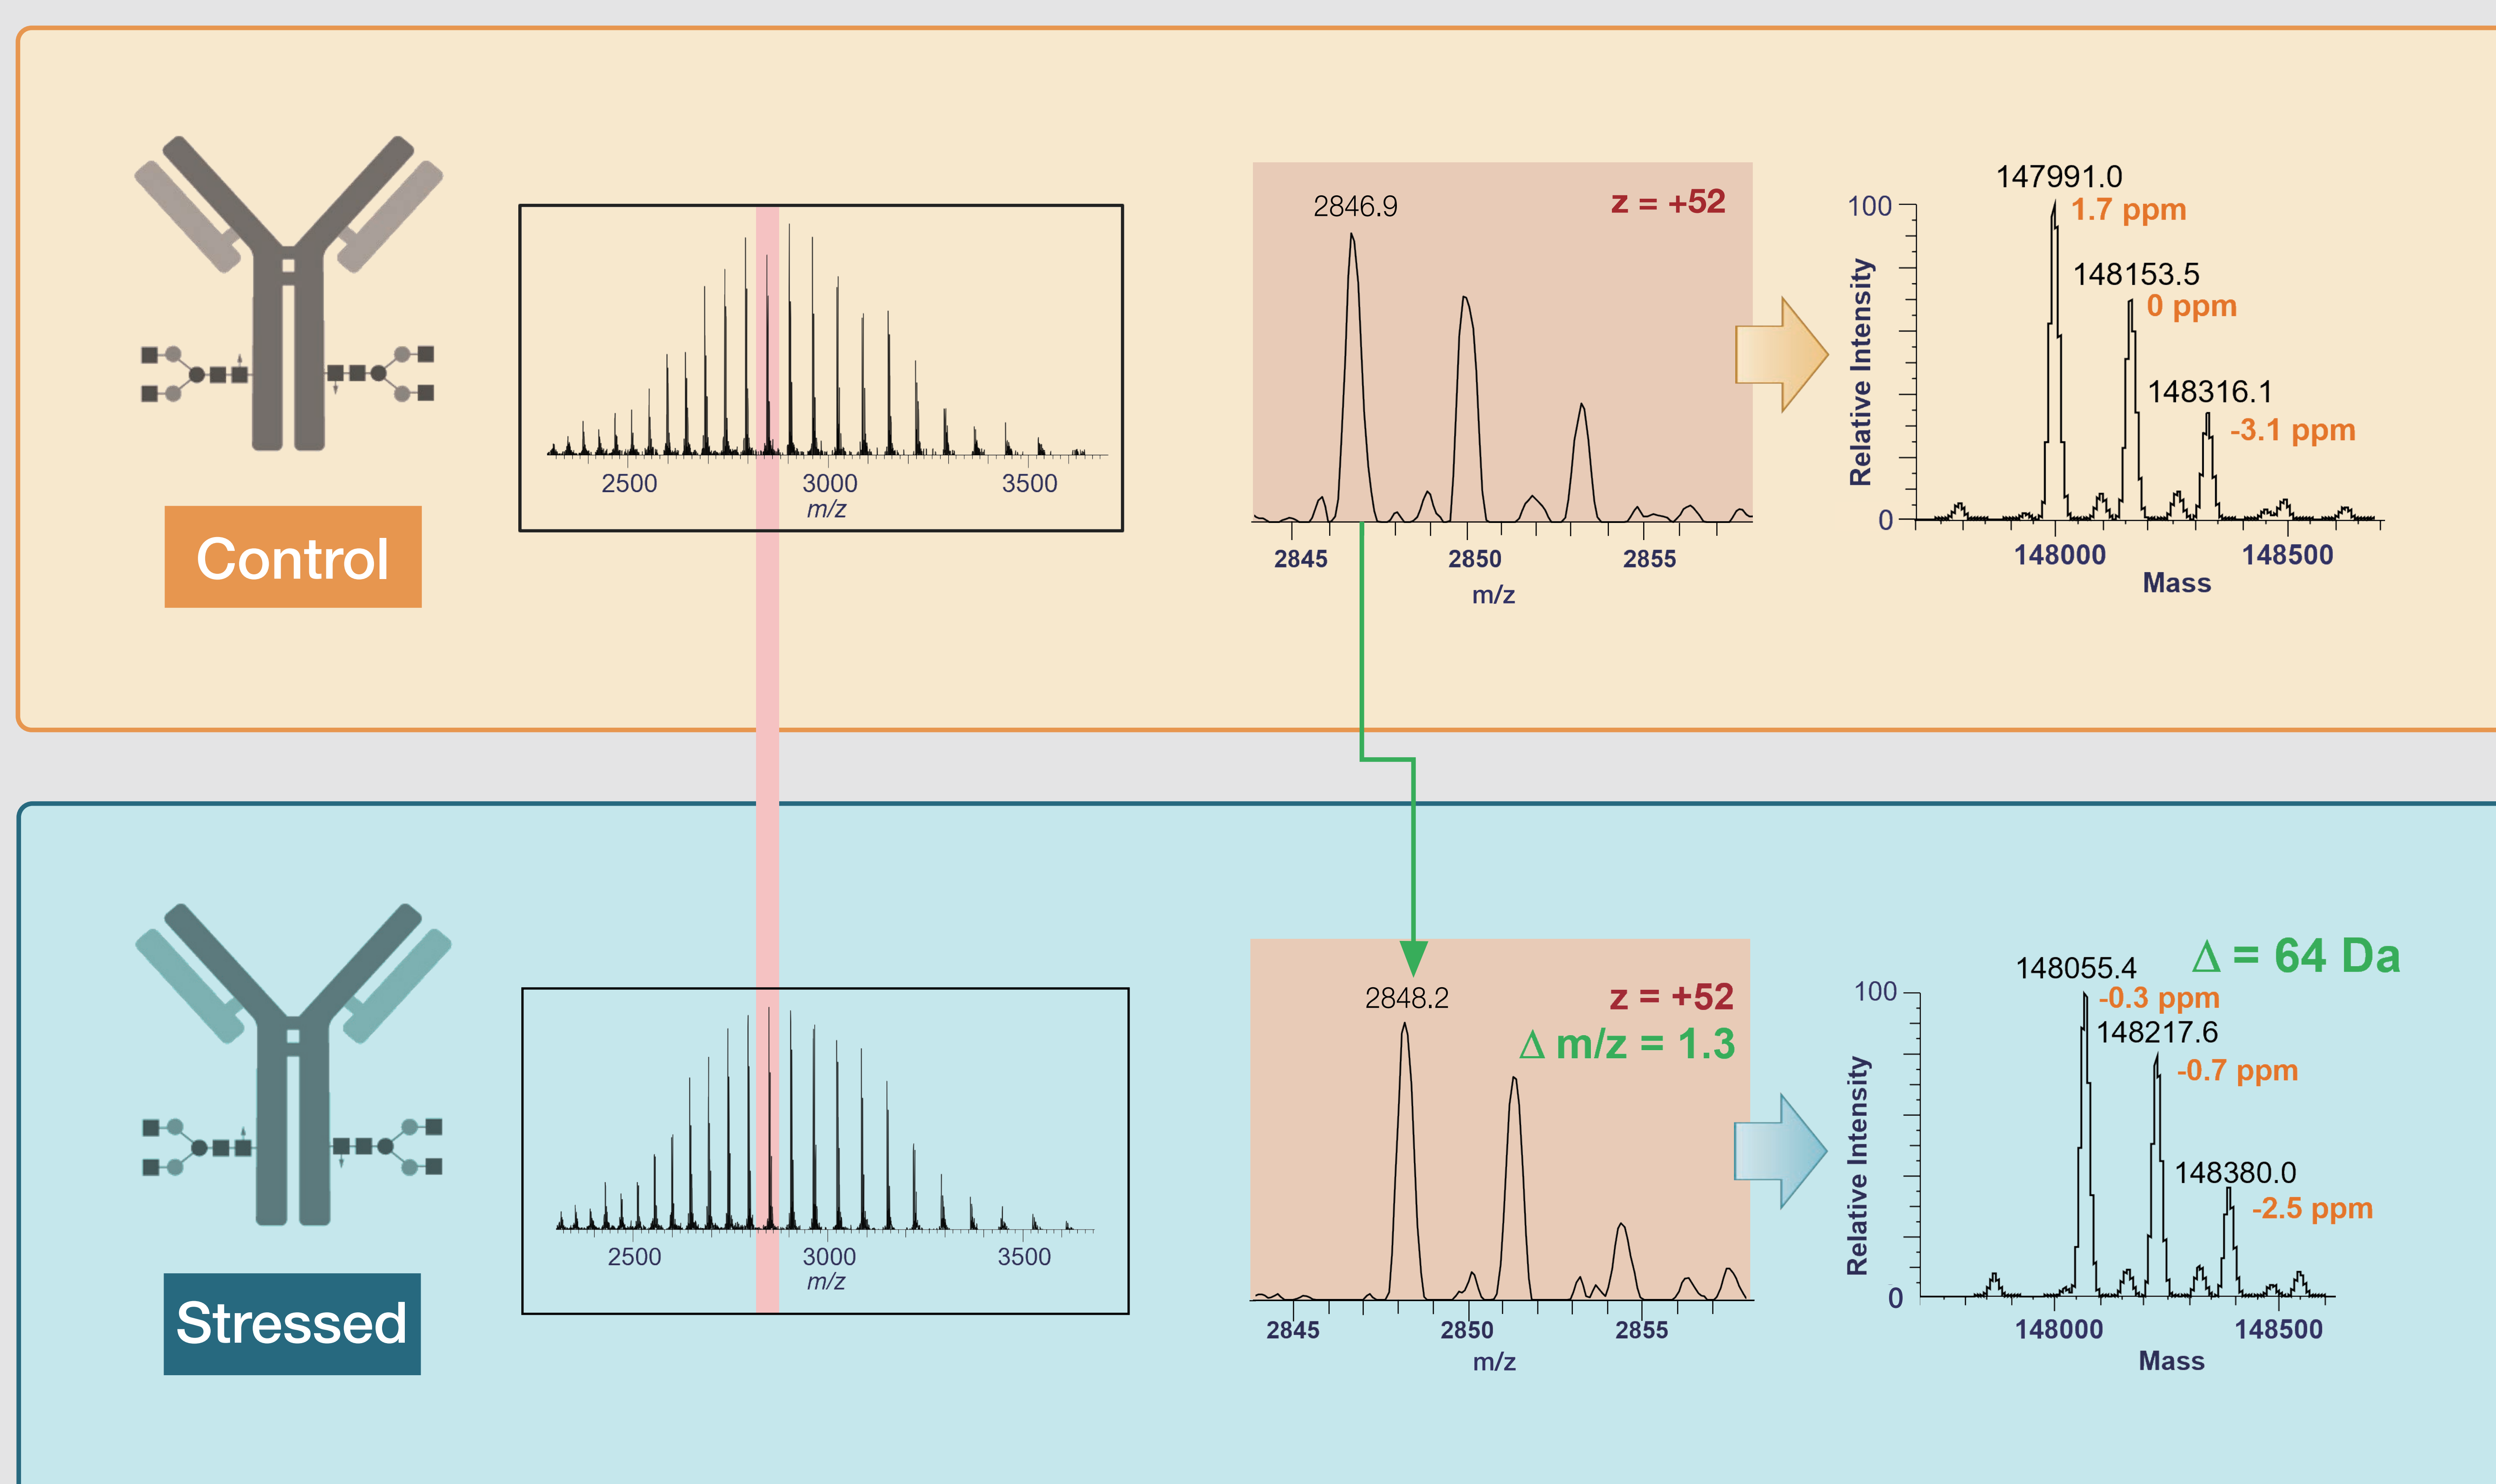 Control
2500 3000 3500
m/z
2846.9
z = +52
2845 2850 2855
m/z
147991.0
1.7 ppm
148153.5
0 ppm
148316.1
-3.1 ppm
100
0
Relative Intensity
148000 148500
Mass
Stressed
2500 3000 3500
m/z
2848.2
z = +52
Δ m/z = 1.3
2845 2850 2855
m/z
Δ = 64 Da
148055.4
-0.3 ppm
148217.6
-0.7 ppm
148380.0
-2.5 ppm
100
0
Relative Intensity
148000 148500
Mass